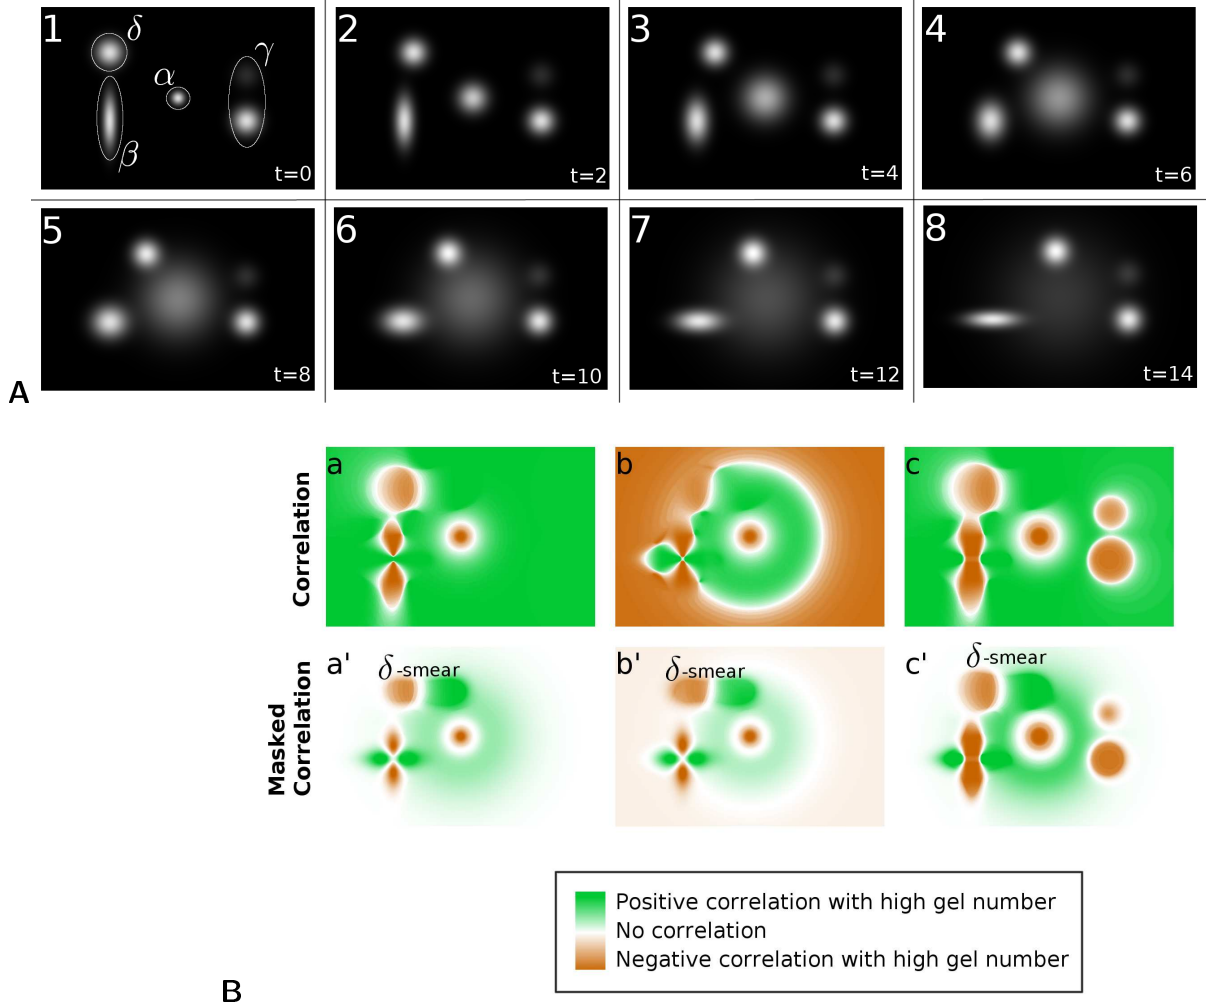 1
δ
α
γ
β
t=0
2
t=2
3
t=4
4
t=6
5
t=8
6
t=10
7
t=12
8
t=14
A
Correlation
a
b
c
Masked
Correlation
a'
δ-smear
b'
δ-smear
c'
δ-smear
Positive correlation with high gel number
No correlation
Negative correlation with high gel number
B